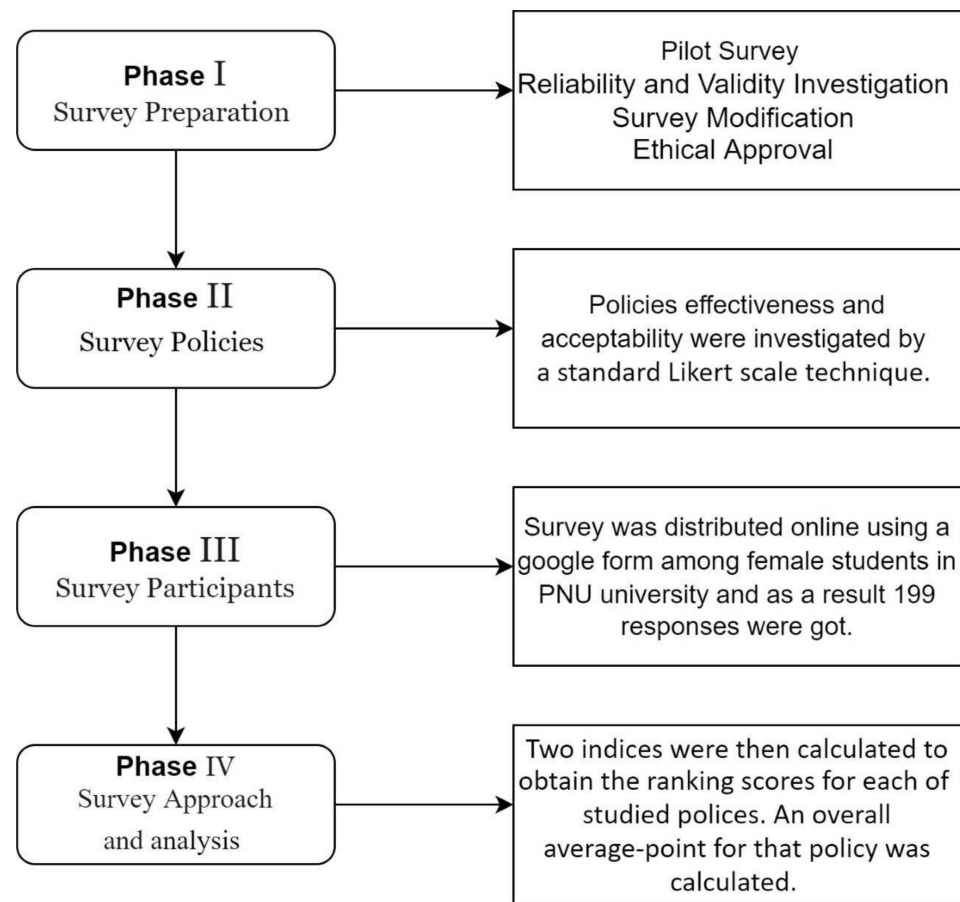 Phase I
Survey Preparation
Pilot Survey
Reliability and Validity Investigation
Survey Modification
Ethical Approval
Phase II
Survey Policies
Policies effectiveness and
acceptability were investigated by
a standard Likert scale technique.
Phase III
Survey Participants
Survey was distributed online using a
google form among female students in
PNU university and as a result 199
responses were got.
Phase IV
Survey Approach
and analysis
Two indices were then calculated to
obtain the ranking scores for each of
studied polices. An overall
average-point for that policy was
calculated.